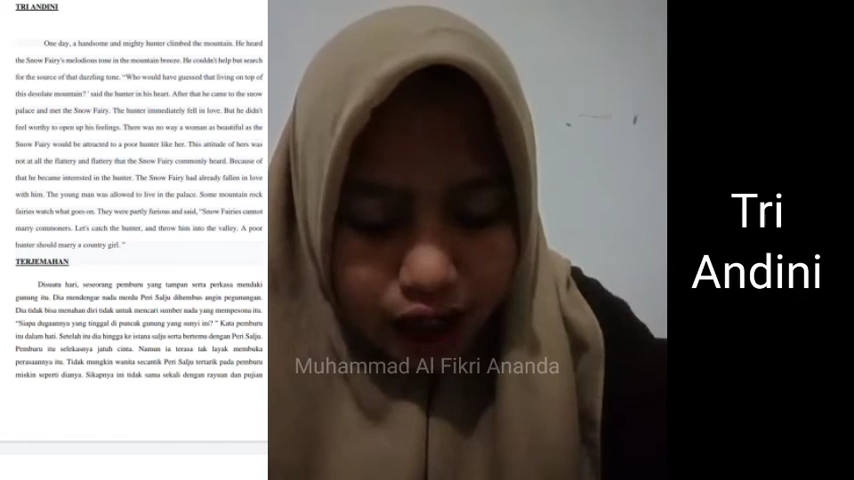 TRI ANDINI
One day, a handsome and mighty hunter climbed the mountain. He heard
the Snow Fairy's melodious tone in the mountain breeze. He couldn't help but search
for the source of that dazzling tone. "Who would have guessed that living on top of
this desolate mountain? ' said the hunter in his heart. After that he came to the snow
palace and met the Snow Fairy. The hunter immediately fell in love. But he didn't
feel worthy to open up his feelings. There was no way a woman as beautiful as the
Snow Fairy would be attracted to a poor hunter like her. This attitude of hers was
not at all the flattery and flattery that the Snow Fairy commonly heard. Because of
that he became interested in the hunter. The Snow Fairy had already fallen in love
with him. The young man was allowed to live in the palace. Some mountain rock
fairies watch what goes on. They were partly furious and said, "Snow Fairies cannot
marry commoners. Let's catch the hunter, and throw him into the valley. A poor
hunter should marry a country girl. "
TERJEMAHAN
Disuatu hari, seseorang pemburu yang tampan serta perkasa mendaki
gunung itu. Dia mendengar nada merdu Peri Salju dihembus angin pegunungan.
Dia tidak bisa menahan diri tidak untuk mencari sumber nada yang mempesona itu.
"Siapa dugaannya yang tinggal di puncak gunung yang sunyi ini? " Kata pemburu
itu dalam hati. Setelah itu dia hingga ke istana salju serta bertemu dengan Peri Salju.
Pemburu itu selekasnya jatuh cinta. Namun ia terasa tak layak membuka
perasaannya itu. Tidak mungkin wanita secantik Peri Salju tertarik pada pemburu
miskin seperti dianya. Sikapnya ini tidak sama sekali dengan rayuan dan pujian
Muhammad Al Fikri Ananda
Tri
Andini